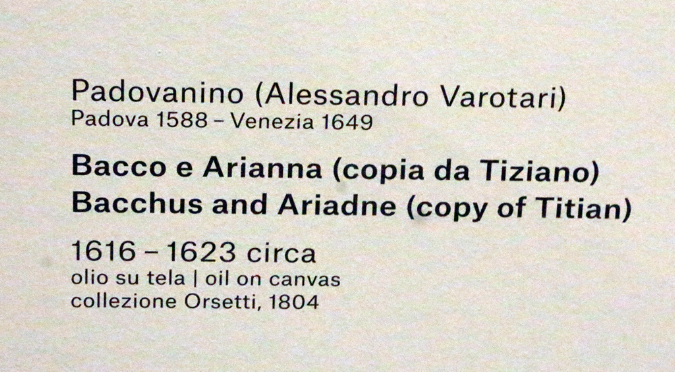 Padovanino (Alessandro Varotari)
Padova 1588 – Venezia 1649
Bacco e Arianna (copia da Tiziano)
Bacchus and Ariadne (copy of Titian)
1616 – 1623 circa
olio su tela | oil on canvas
collezione Orsetti, 1804